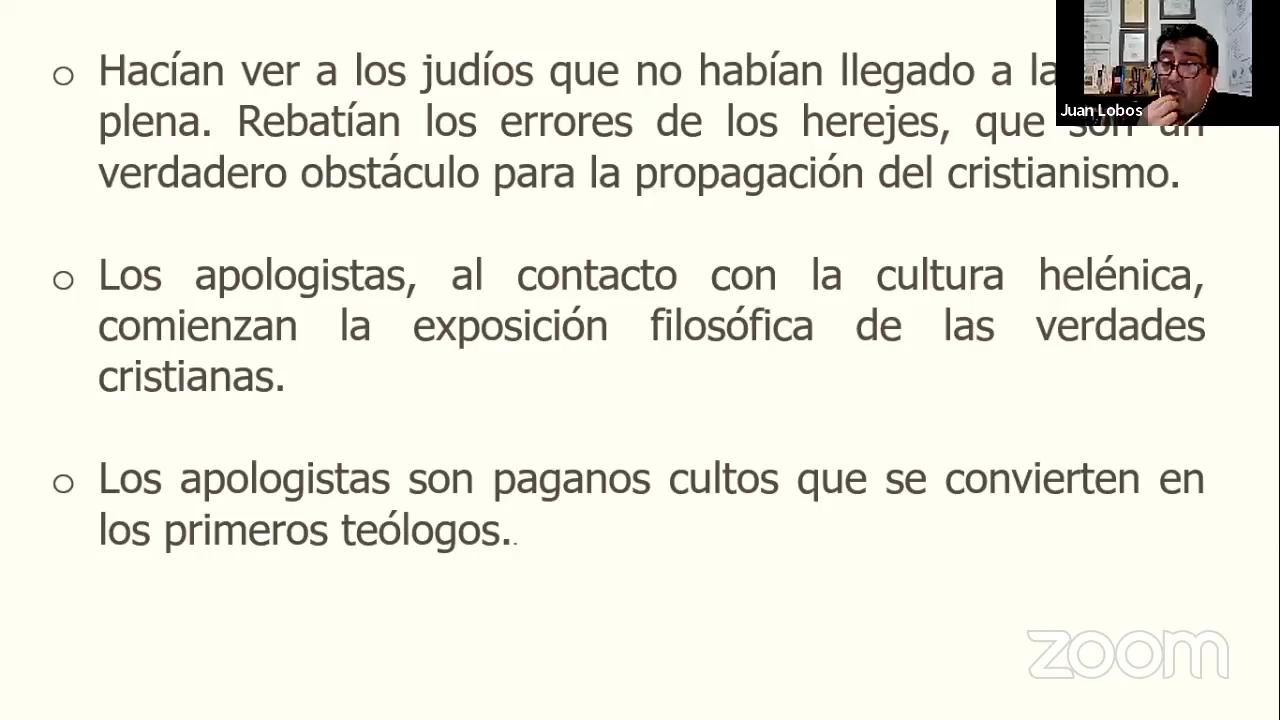 Hacían ver a los judíos que no habían llegado a la
plena. Rebatían los errores de los herejes, que son un
verdadero obstáculo para la propagación del cristianismo.
Los apologistas, al contacto con la cultura helénica,
comienzan la exposición filosófica de las verdades
cristianas.
Los apologistas son paganos cultos que se convierten en
los primeros teólogos..
Juan Lobos
zoom